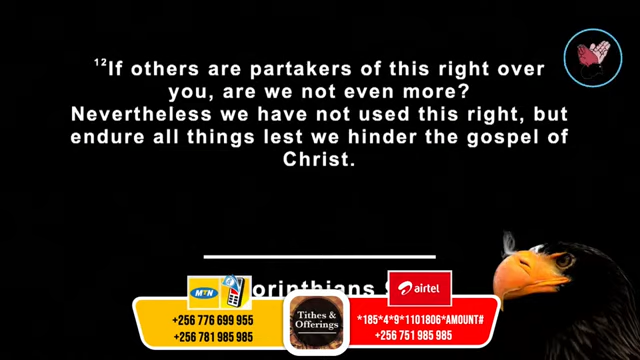 12If others are partakers of this right over
you, are we not even more?
Nevertheless we have not used this right, but
endure all things lest we hinder the gospel of
Christ.
orinthians 9
MTN
airtel
+256 776 699 955
+256 781 985 985
Tithes &
Offerings
*185*4*9*1101806*AMOUNT#
+256 751 985 985